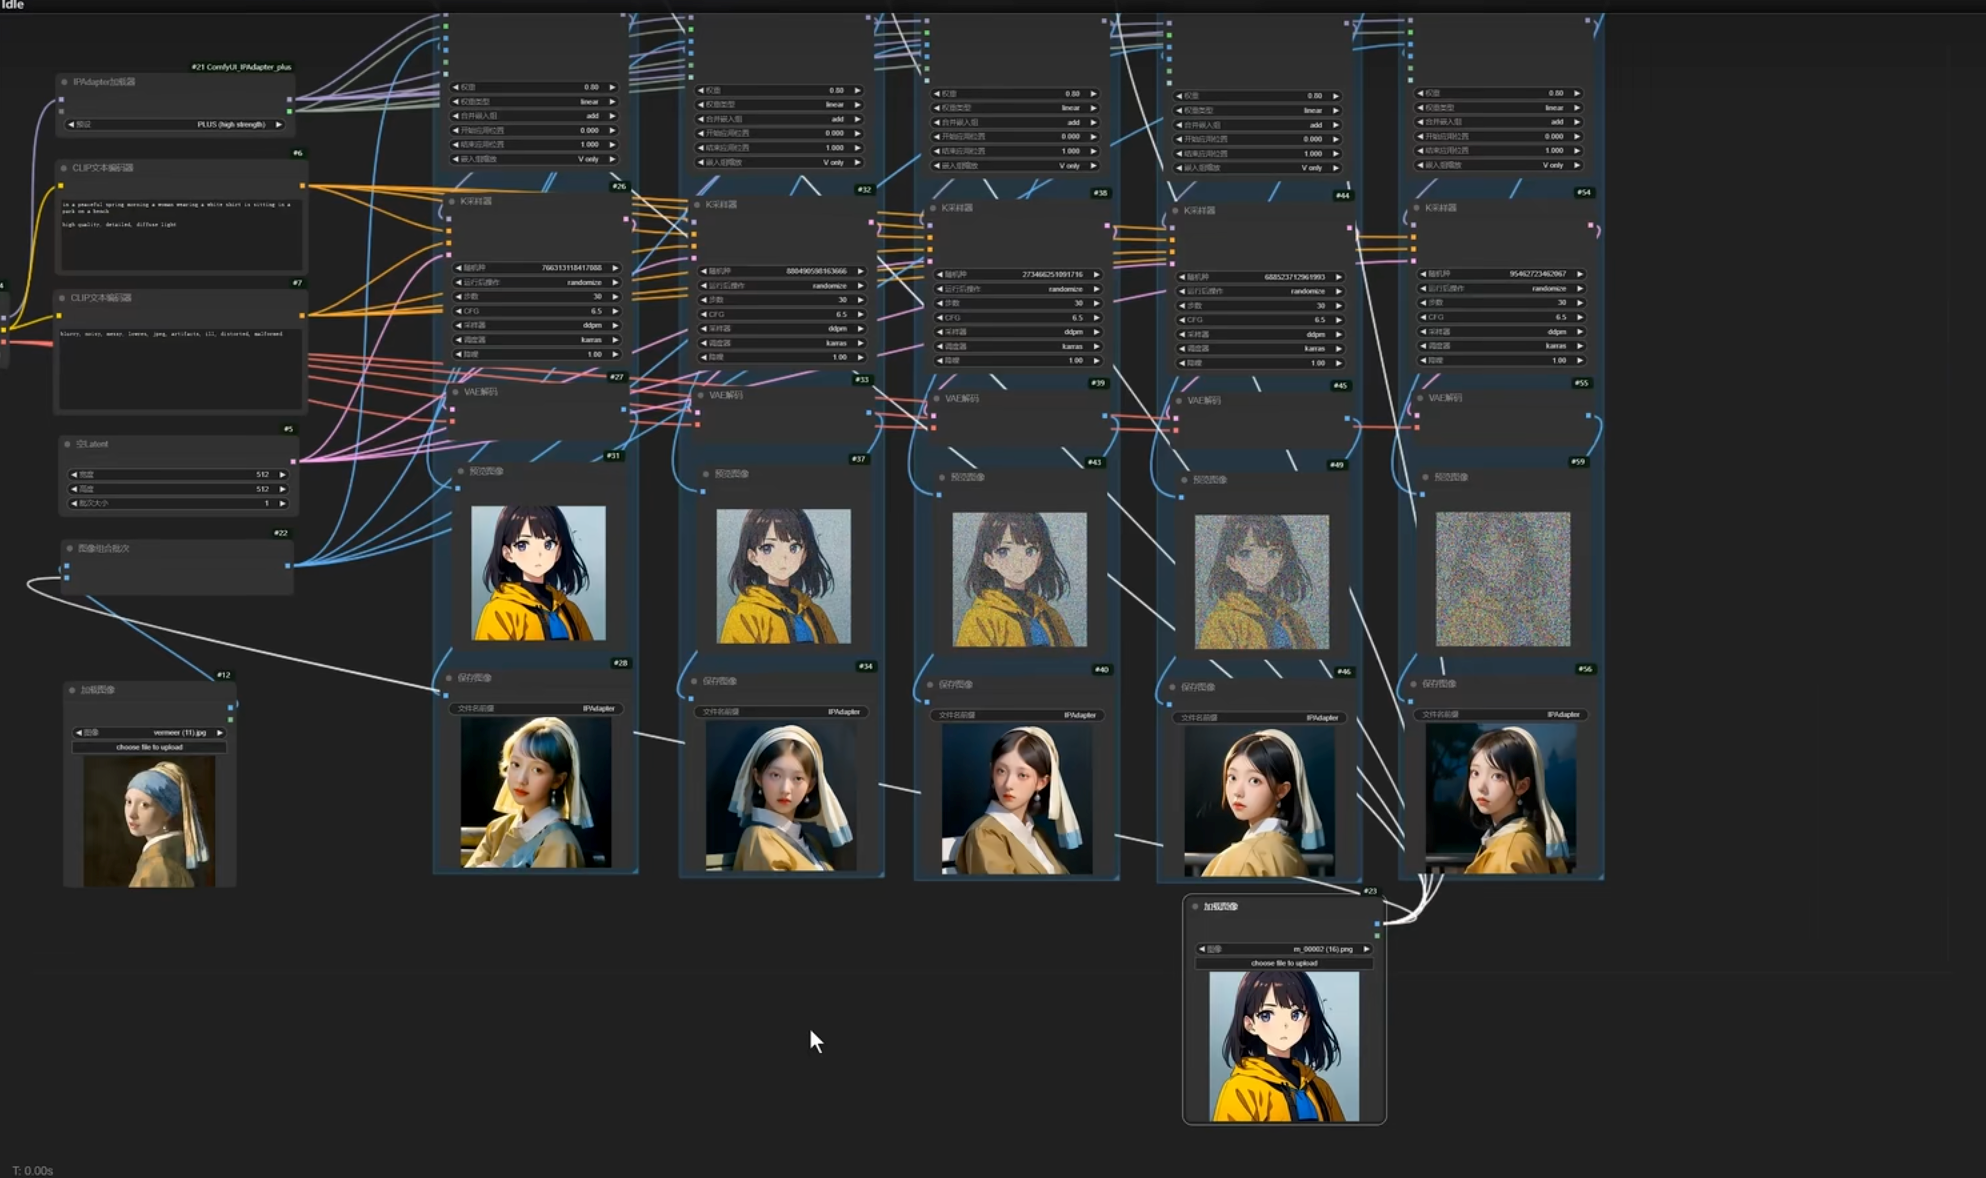 Idle
#21 ComfyUI_IPAdapter_plus
IPAdapter加载器
预设 PLUS (high strength)
#6
CLIP文本编码器
in a peaceful spring morning a woman wearing a white shirt is sitting in a
park on a bench
high quality, detailed, diffuse light
#7
CLIP文本编码器
blurry, noisy, messy, lowres, jpeg, artifacts, ill, distorted, malformed
#5
空Latent
宽度 512
高度 512
批次大小 1
#22
图像组合批次
#12
加载图像
图像 vermeer (11).jpg
choose file to upload
权重 0.80
权重类型 linear
合并嵌入组 add
开始应用位置 0.000
结束应用位置 1.000
嵌入组缩放 V only
#26
K采样器
随机种 766313118417088
运行后操作 randomize
步数 30
CFG 6.5
采样器 ddpm
调度器 karras
降噪 1.00
#27
VAE解码
#31
预览图像
#28
保存图像
文件名前缀 IPAdapter
权重 0.80
权重类型 linear
合并嵌入组 add
开始应用位置 0.000
结束应用位置 1.000
嵌入组缩放 V only
#32
K采样器
随机种 880490598163666
运行后操作 randomize
步数 30
CFG 6.5
采样器 ddpm
调度器 karras
降噪 1.00
#33
VAE解码
#37
预览图像
#34
保存图像
文件名前缀 IPAdapter
权重 0.80
权重类型 linear
合并嵌入组 add
开始应用位置 0.000
结束应用位置 1.000
嵌入组缩放 V only
#38
K采样器
随机种 273466251091716
运行后操作 randomize
步数 30
CFG 6.5
采样器 ddpm
调度器 karras
降噪 1.00
#39
VAE解码
#43
预览图像
#40
保存图像
文件名前缀 IPAdapter
权重 0.80
权重类型 linear
合并嵌入组 add
开始应用位置 0.000
结束应用位置 1.000
嵌入组缩放 V only
#44
K采样器
随机种 688523712961993
运行后操作 randomize
步数 30
CFG 6.5
采样器 ddpm
调度器 karras
降噪 1.00
#45
VAE解码
#49
预览图像
#46
保存图像
文件名前缀 IPAdapter
权重 0.80
权重类型 linear
合并嵌入组 add
开始应用位置 0.000
结束应用位置 1.000
嵌入组缩放 V only
#54
K采样器
随机种 95462723462067
运行后操作 randomize
步数 30
CFG 6.5
采样器 ddpm
调度器 karras
降噪 1.00
#55
VAE解码
#59
预览图像
#56
保存图像
文件名前缀 IPAdapter
#23
加载图像
图像 m_00002 (16).png
choose file to upload
T: 0.00s